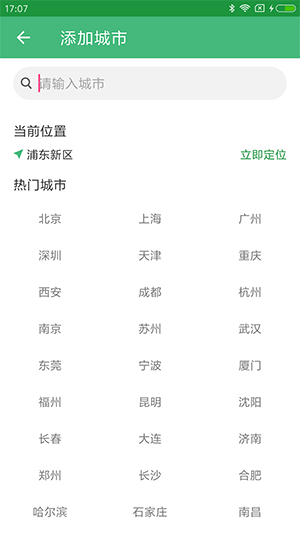 17:07
添加城市
请输入城市
当前位置
浦东新区 立即定位
热门城市
北京 上海 广州
深圳 天津 重庆
西安 成都 杭州
南京 苏州 武汉
东莞 宁波 厦门
福州 昆明 沈阳
长春 大连 济南
郑州 长沙 合肥
哈尔滨 石家庄 南昌